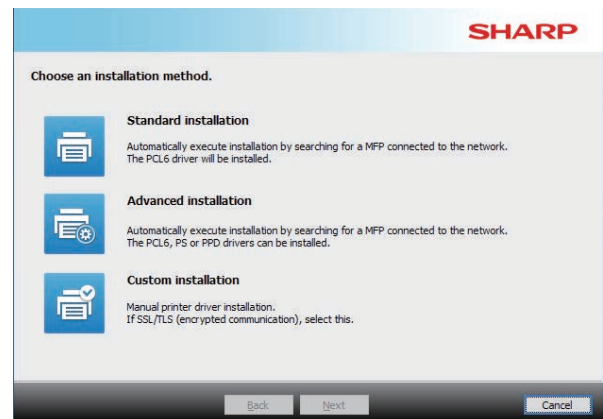 SHARP
Choose an installation method.
Standard installation
Automatically execute installation by searching for a MFP connected to the network.
The PCL6 driver will be installed.
Advanced installation
Automatically execute installation by searching for a MFP connected to the network.
The PCL6, PS or PPD drivers can be installed.
Custom installation
Manual printer driver installation.
If SSL/TLS (encrypted communication), select this.
Back Next Cancel